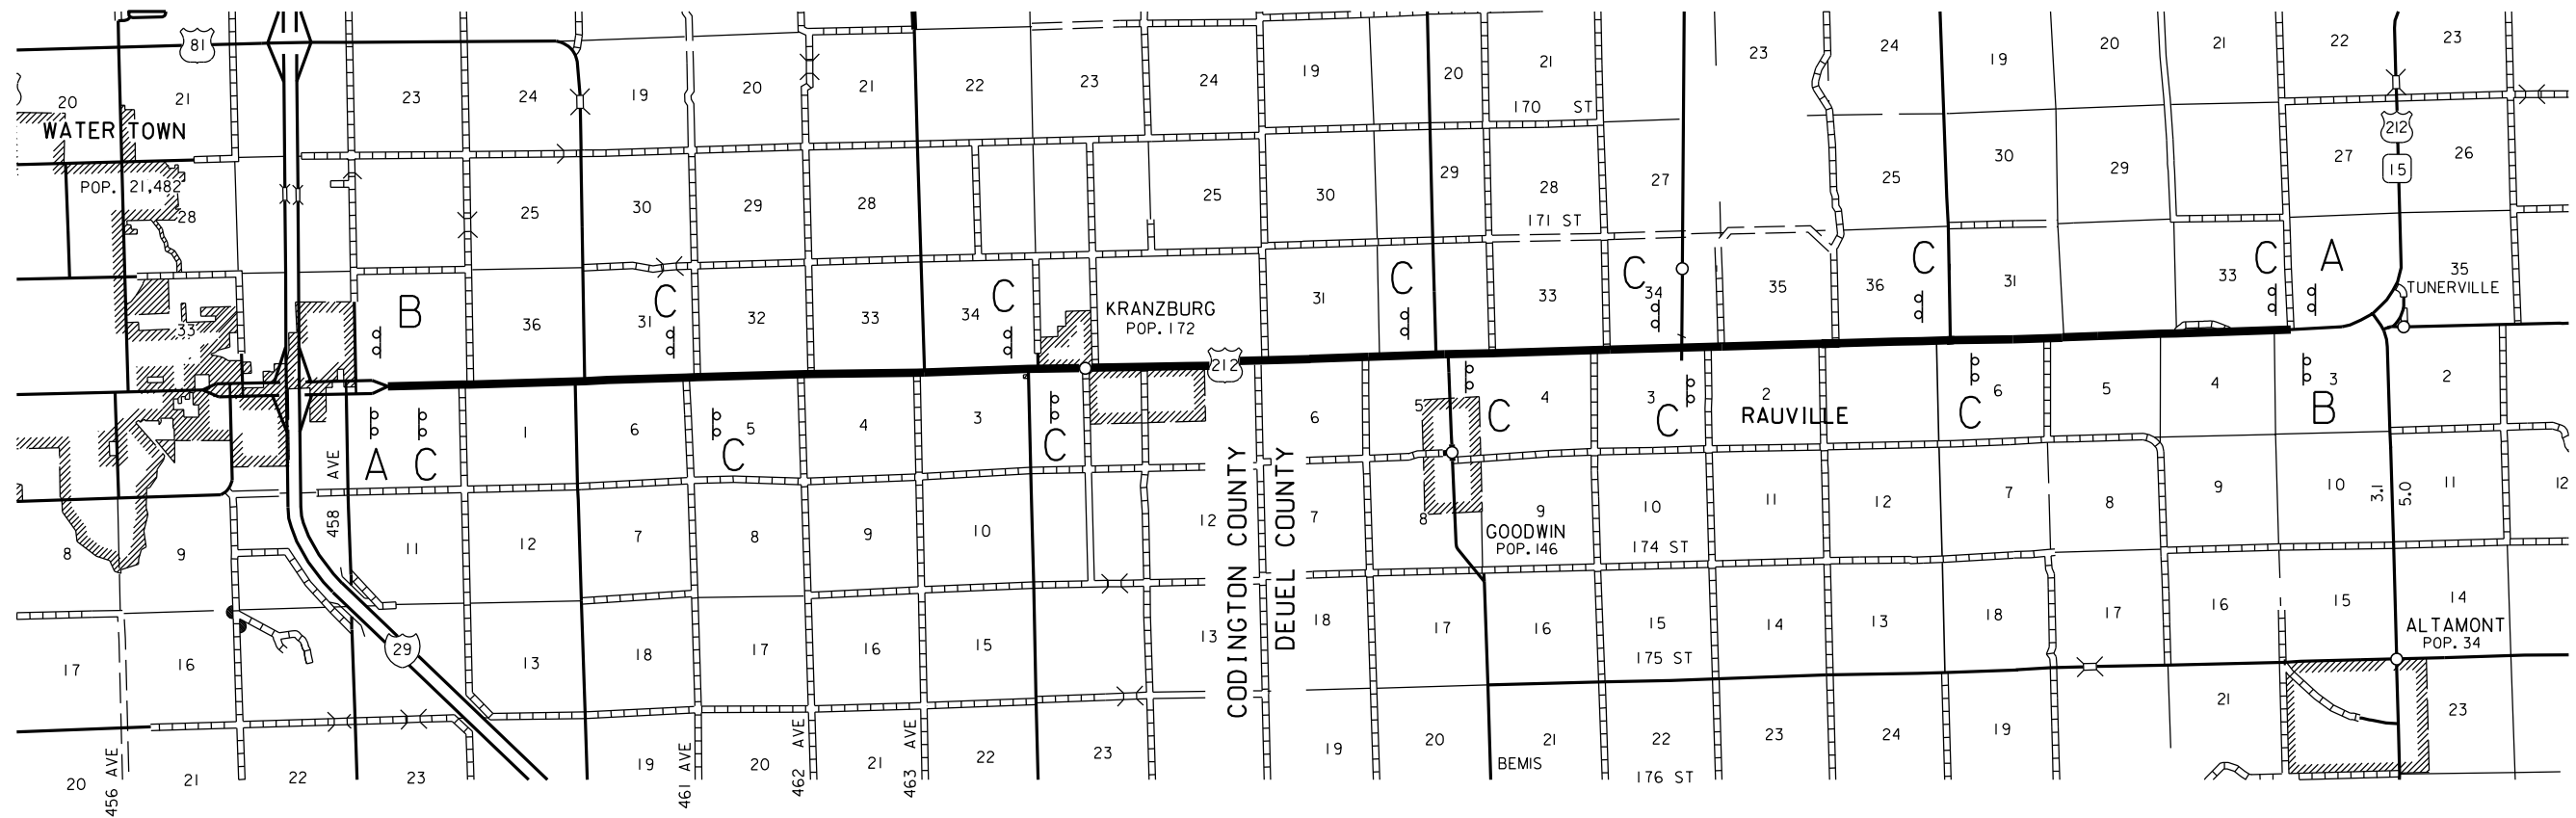 81
23 24 19 20 21 22 23 24 19 20 21 23 24 19 20 21 22 23
20 21
170 ST
WATERTOWN
212
POP. 21,482
15
28
25 30 29 28 25 30 29 28 27 25 30 29 27 26
171 ST
33
B 36 31 C 32 33 34 C
KRANZBURG
POP. 172
31 C 33 C 34 35 36 C 31 33 C A 35
TUNERVILLE
212
A C 1 6 5 C 4 3 C 6 5 C 4 3 C 2
RAUVILLE
C 6 5 4 3 B 2
458 AVE
CODINGTON COUNTY
DEUEL COUNTY
8 9 11 12 7 8 9 10 12 7 8 9
GOODWIN
POP. 146
10 11 12 7 8 9 10 11 12
3.1
5.0
174 ST
29
17 16 13 18 17 16 15 13 18 17 16 15 14 13 18 17 16 15 14
175 ST
ALTAMONT
POP. 34
20 21 22 23 19 20 21 22 23 19 20 21 22 23 24 19 21 23
456 AVE
461 AVE
462 AVE
463 AVE
BEMIS
176 ST